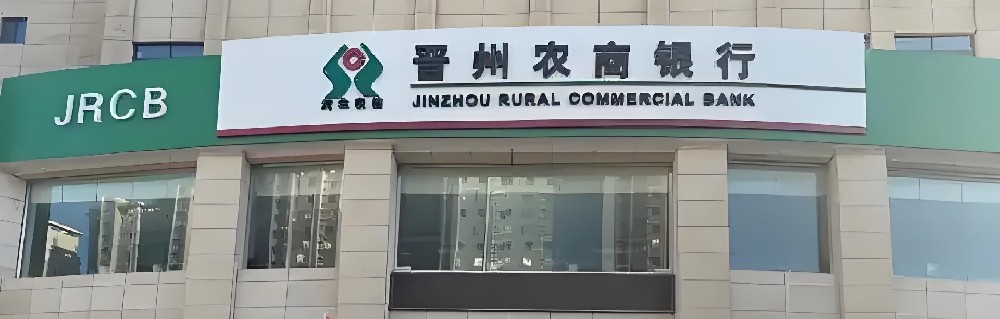 JRCB
晋州农商银行
JINZHOU RURAL COMMERCIAL BANK